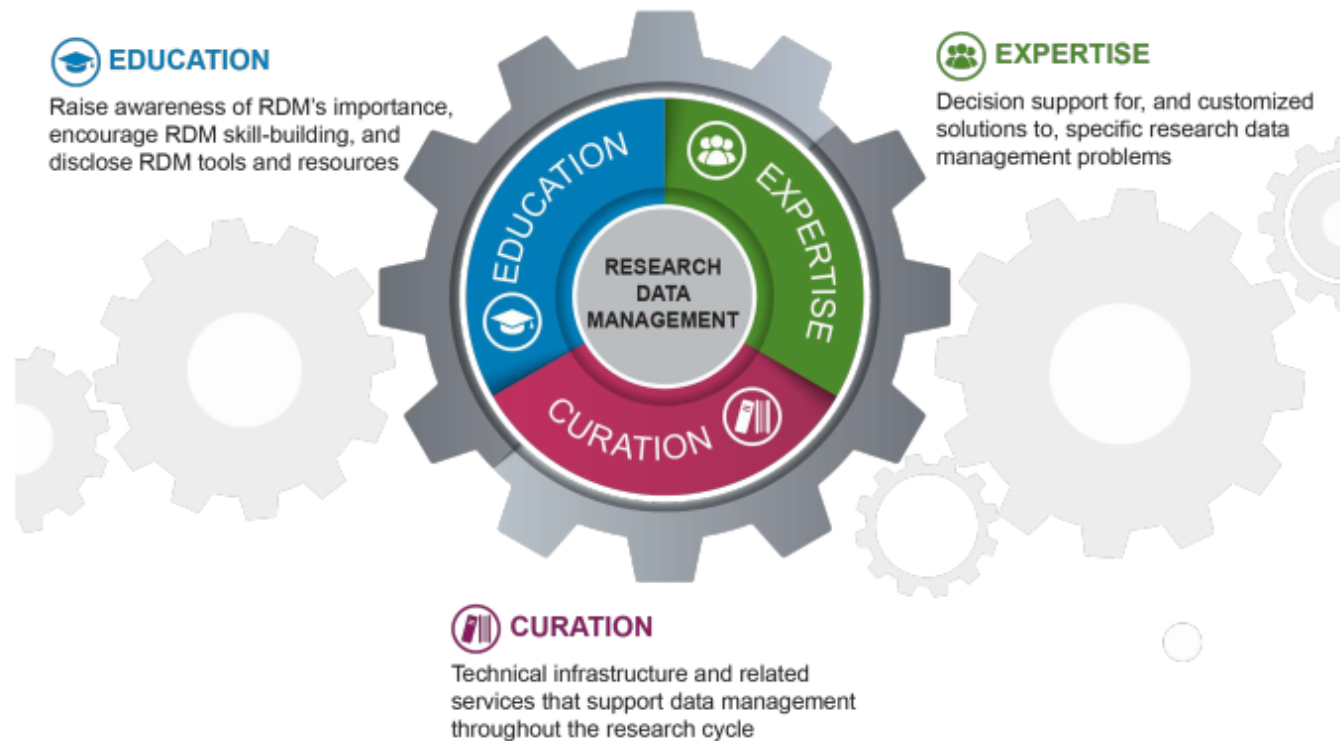 EDUCATION
Raise awareness of RDM's importance,
encourage RDM skill-building, and
disclose RDM tools and resources
EXPERTISE
Decision support for, and customized
solutions to, specific research data
management problems
EDUCATION
EXPERTISE
RESEARCH
DATA
MANAGEMENT
CURATION
CURATION
Technical infrastructure and related
services that support data management
throughout the research cycle